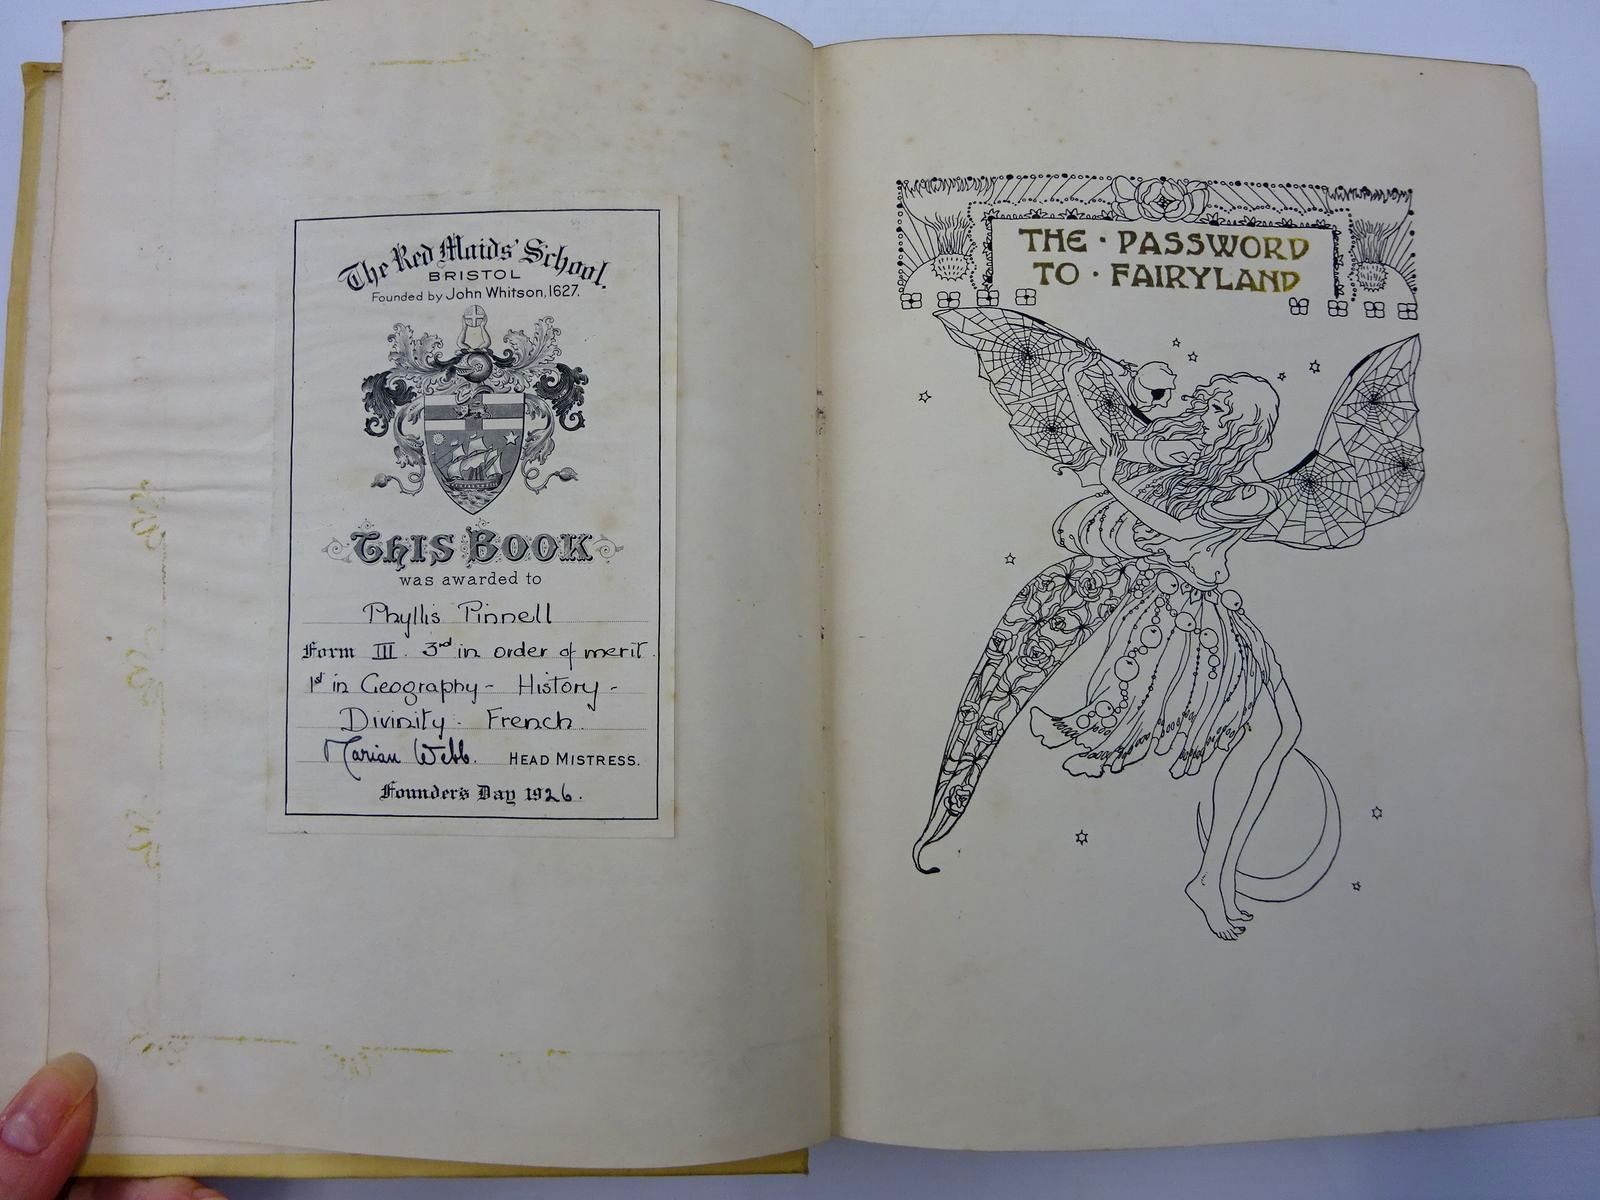 The Red Maids' School.
BRISTOL
Founded by John Whitson, 1627.
THIS BOOK
was awarded to
Phyllis Pinnell
Form III. 3rd in order of merit.
1st in Geography - History -
Divinity - French.
Marian Webb. HEAD MISTRESS.
Founder's Day 1926.
THE · PASSWORD
TO · FAIRYLAND